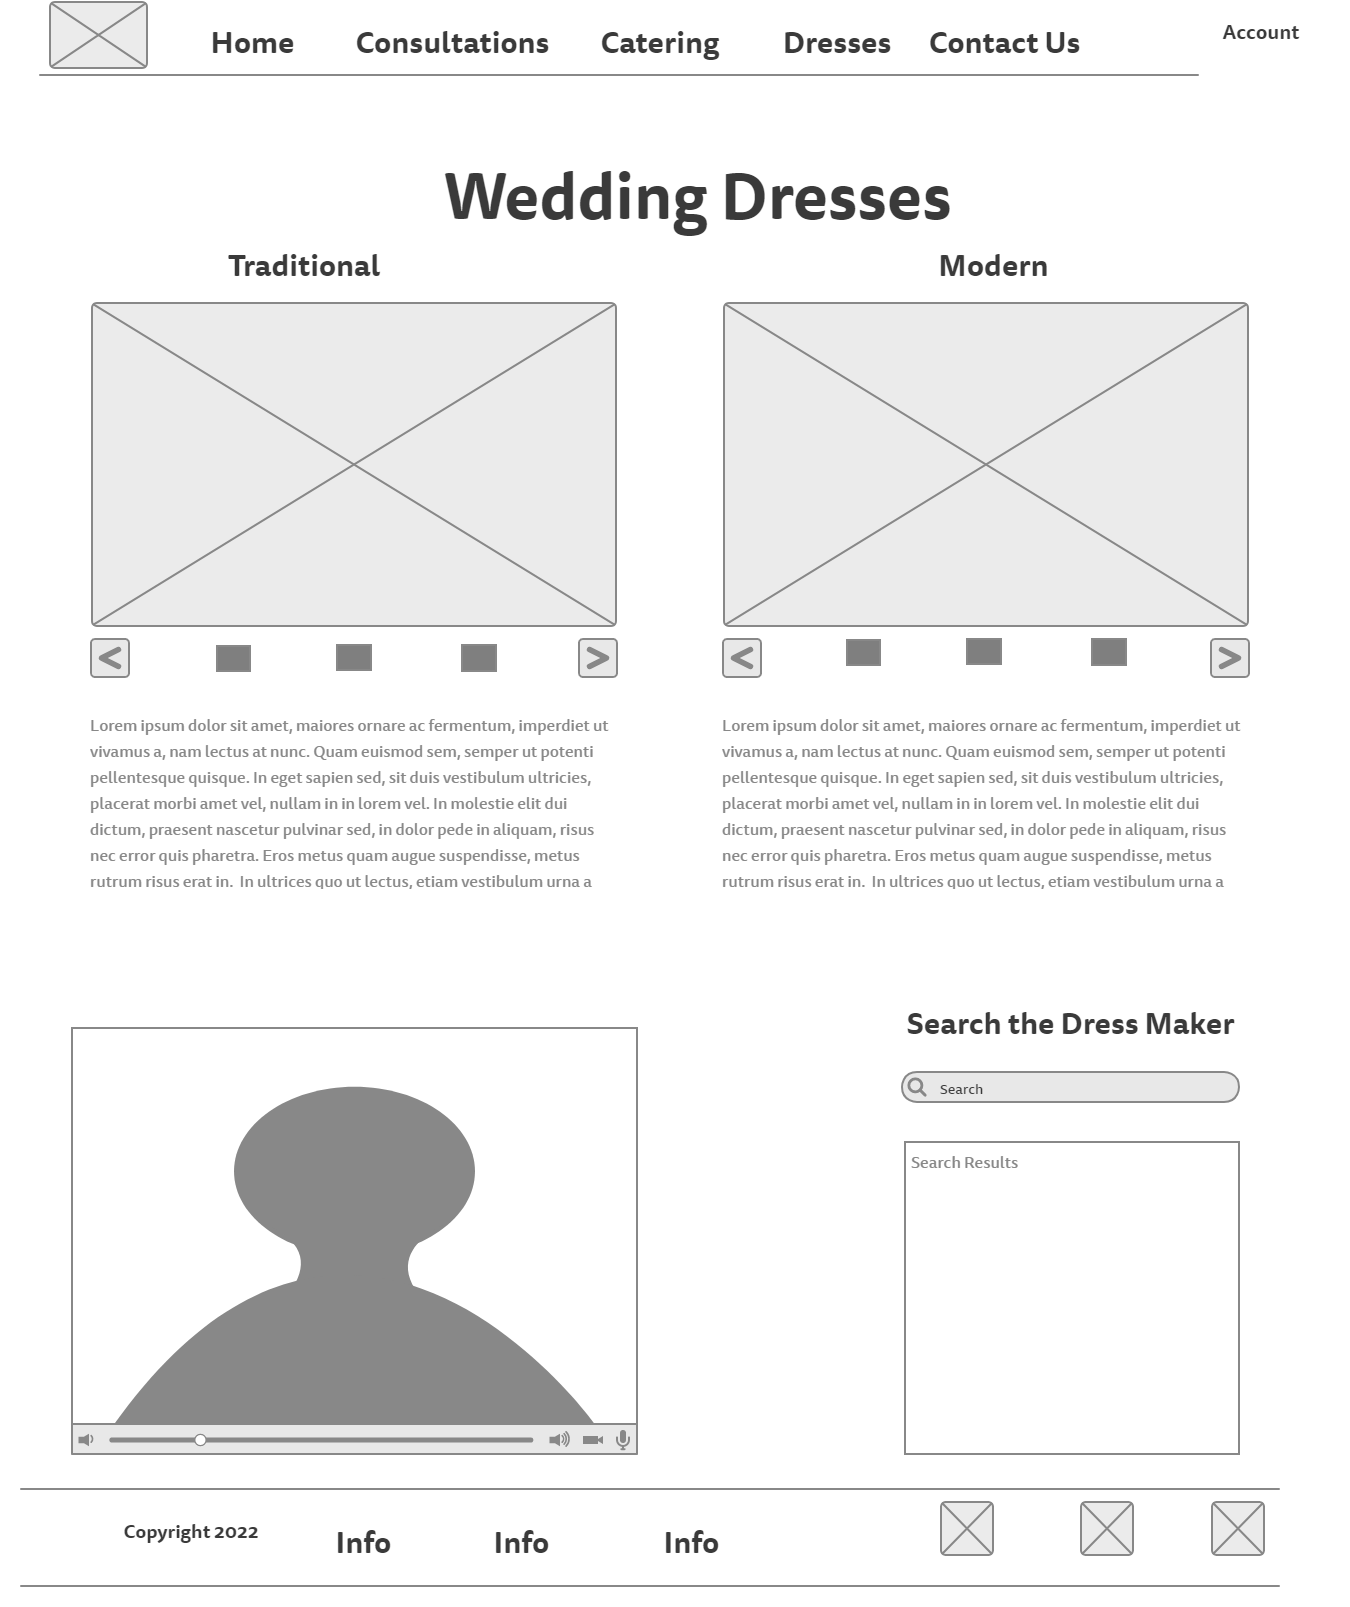 Home Consultations Catering Dresses Contact Us Account
Wedding Dresses
Traditional
Modern
Lorem ipsum dolor sit amet, maiores ornare ac fermentum, imperdiet ut
vivamus a, nam lectus at nunc. Quam euismod sem, semper ut potenti
pellentesque quisque. In eget sapien sed, sit duis vestibulum ultricies,
placerat morbi amet vel, nullam in in lorem vel. In molestie elit dui
dictum, praesent nascetur pulvinar sed, in dolor pede in aliquam, risus
nec error quis pharetra. Eros metus quam augue suspendisse, metus
rutrum risus erat in.  In ultrices quo ut lectus, etiam vestibulum urna a
Lorem ipsum dolor sit amet, maiores ornare ac fermentum, imperdiet ut
vivamus a, nam lectus at nunc. Quam euismod sem, semper ut potenti
pellentesque quisque. In eget sapien sed, sit duis vestibulum ultricies,
placerat morbi amet vel, nullam in in lorem vel. In molestie elit dui
dictum, praesent nascetur pulvinar sed, in dolor pede in aliquam, risus
nec error quis pharetra. Eros metus quam augue suspendisse, metus
rutrum risus erat in.  In ultrices quo ut lectus, etiam vestibulum urna a
Search the Dress Maker
Search
Search Results
Copyright 2022 Info Info Info